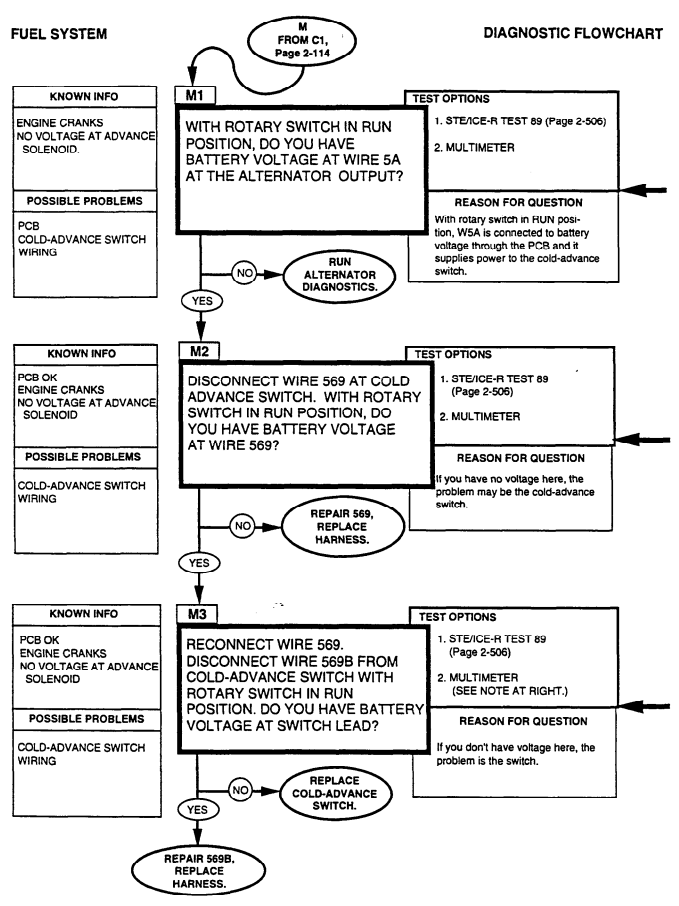 FUEL SYSTEM
DIAGNOSTIC FLOWCHART
M
FROM C1,
Page 2-114
M1
KNOWN INFO
ENGINE CRANKS
NO VOLTAGE AT ADVANCE
SOLENOID.
POSSIBLE PROBLEMS
PCB
COLD-ADVANCE SWITCH
WIRING
WITH ROTARY SWITCH IN RUN
POSITION, DO YOU HAVE
BATTERY VOLTAGE AT WIRE 5A
AT THE ALTERNATOR OUTPUT?
TEST OPTIONS
1. STE/ICE-R TEST 89 (Page 2-506)
2. MULTIMETER
REASON FOR QUESTION
With rotary switch in RUN posi-
tion, W5A is connected to battery
voltage through the PCB and it
supplies power to the cold-advance
switch.
NO
RUN
ALTERNATOR
DIAGNOSTICS.
YES
M2
KNOWN INFO
PCB OK
ENGINE CRANKS
NO VOLTAGE AT ADVANCE
SOLENOID
POSSIBLE PROBLEMS
COLD-ADVANCE SWITCH
WIRING
DISCONNECT WIRE 569 AT COLD
ADVANCE SWITCH. WITH ROTARY
SWITCH IN RUN POSITION, DO
YOU HAVE BATTERY VOLTAGE
AT WIRE 569?
TEST OPTIONS
1. STE/ICE-R TEST 89
(Page 2-506)
2. MULTIMETER
REASON FOR QUESTION
If you have no voltage here, the
problem may be the cold-advance
switch.
NO
REPAIR 569,
REPLACE
HARNESS.
YES
M3
KNOWN INFO
PCB OK
ENGINE CRANKS
NO VOLTAGE AT ADVANCE
SOLENOID
POSSIBLE PROBLEMS
COLD-ADVANCE SWITCH
WIRING
RECONNECT WIRE 569.
DISCONNECT WIRE 569B FROM
COLD-ADVANCE SWITCH WITH
ROTARY SWITCH IN RUN
POSITION. DO YOU HAVE BATTERY
VOLTAGE AT SWITCH LEAD?
TEST OPTIONS
1. STE/ICE-R TEST 89
(Page 2-506)
2. MULTIMETER
(SEE NOTE AT RIGHT.)
REASON FOR QUESTION
If you don't have voltage here, the
problem is the switch.
NO
REPLACE
COLD-ADVANCE
SWITCH.
YES
REPAIR 569B,
REPLACE
HARNESS.